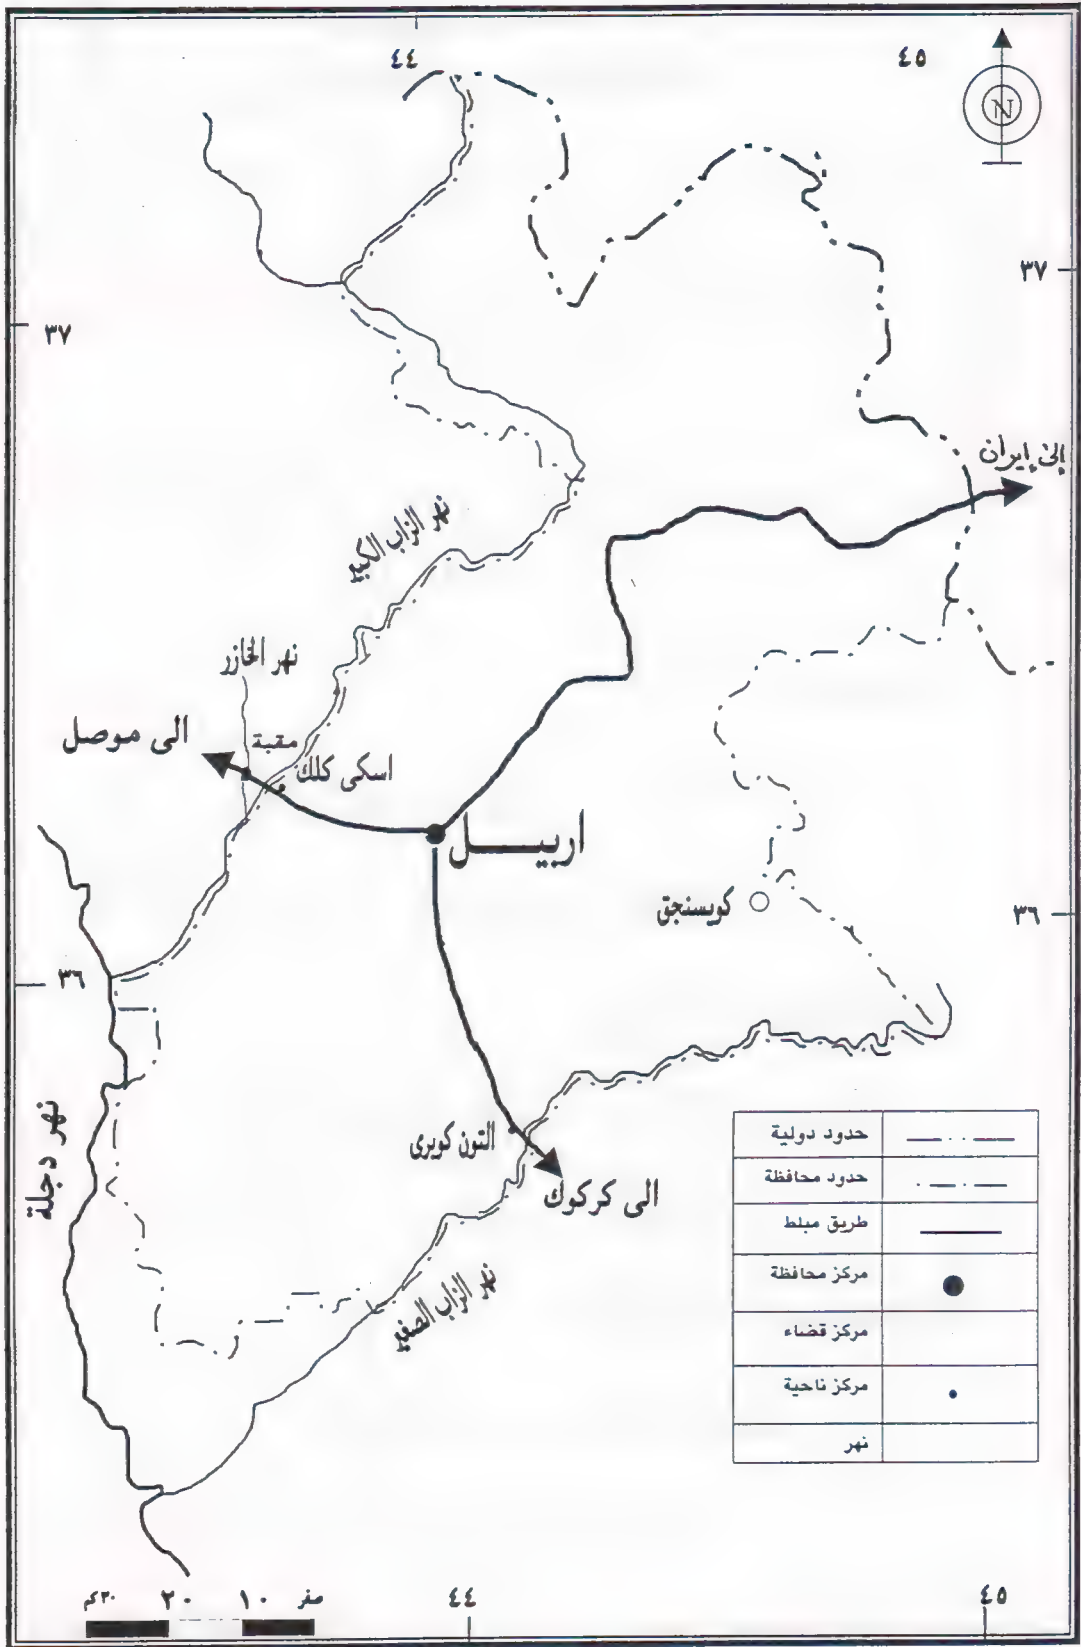 ٤٤
٤٥
N
٣٧
٣٧
إلى إيران
نهر الزاب الكبير
نهر الخازر
الى موصل
مقبة
اسكى كلك
اربيــــل
كويسنجق
٣٦
٣٦
نهر دجلة
التون كوبرى
الى كركوك
نهر الزاب الصغير
حدود دولية
حدود محافظة
طريق مبلط
مركز محافظة
مركز قضاء
مركز ناحية
نهر
صفر ١٠ ٢٠ ٣٠كم
٤٤
٤٥